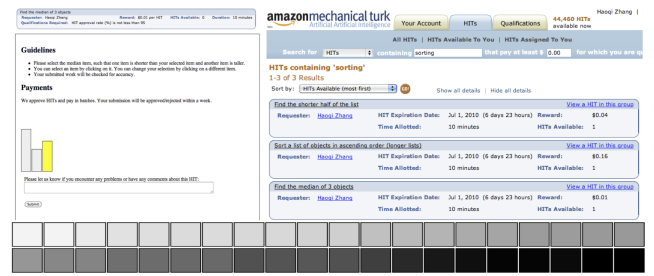 Find the median of 3 objects
Requester: Haoqi Zhang Reward: $0.01 per HIT HITs Available: 0 Duration: 10 minutes
Qualifications Required: HIT approval rate (%) is not less than 95
Guidelines
Please select the median item, such that one item is shorter than your selected item and another item is taller.
You can select an item by clicking on it. You can change your selection by clicking on a different item.
Your submitted work will be checked for accuracy.
Payments
We approve HITs and pay in batches. Your submission will be approved/rejected within a week.
Please let us know if you encounter any problems or have any comments about this HIT:
Submit
amazonmechanical turk
Artificial Artificial Intelligence
Your Account
HITs
Qualifications
Haoqi Zhang |
44,460 HITs
available now
All HITs | HITs Available To You | HITs Assigned To You
Search for HITs containing sorting that pay at least $ 0.00 for which you are qu
HITs containing 'sorting'
1-3 of 3 Results
Sort by: HITs Available (most first) GO! Show all details | Hide all details
Find the shorter half of the list View a HIT in this group
Requester: Haoqi Zhang HIT Expiration Date: Jul 1, 2010 (6 days 23 hours) Reward: $0.04
Time Allotted: 10 minutes HITs Available: 1
Sort a list of objects in ascending order (longer lists) View a HIT in this group
Requester: Haoqi Zhang HIT Expiration Date: Jul 1, 2010 (6 days 23 hours) Reward: $0.16
Time Allotted: 10 minutes HITs Available: 1
Find the median of 3 objects View a HIT in this group
Requester: Haoqi Zhang HIT Expiration Date: Jul 1, 2010 (6 days 23 hours) Reward: $0.01
Time Allotted: 10 minutes HITs Available: 1